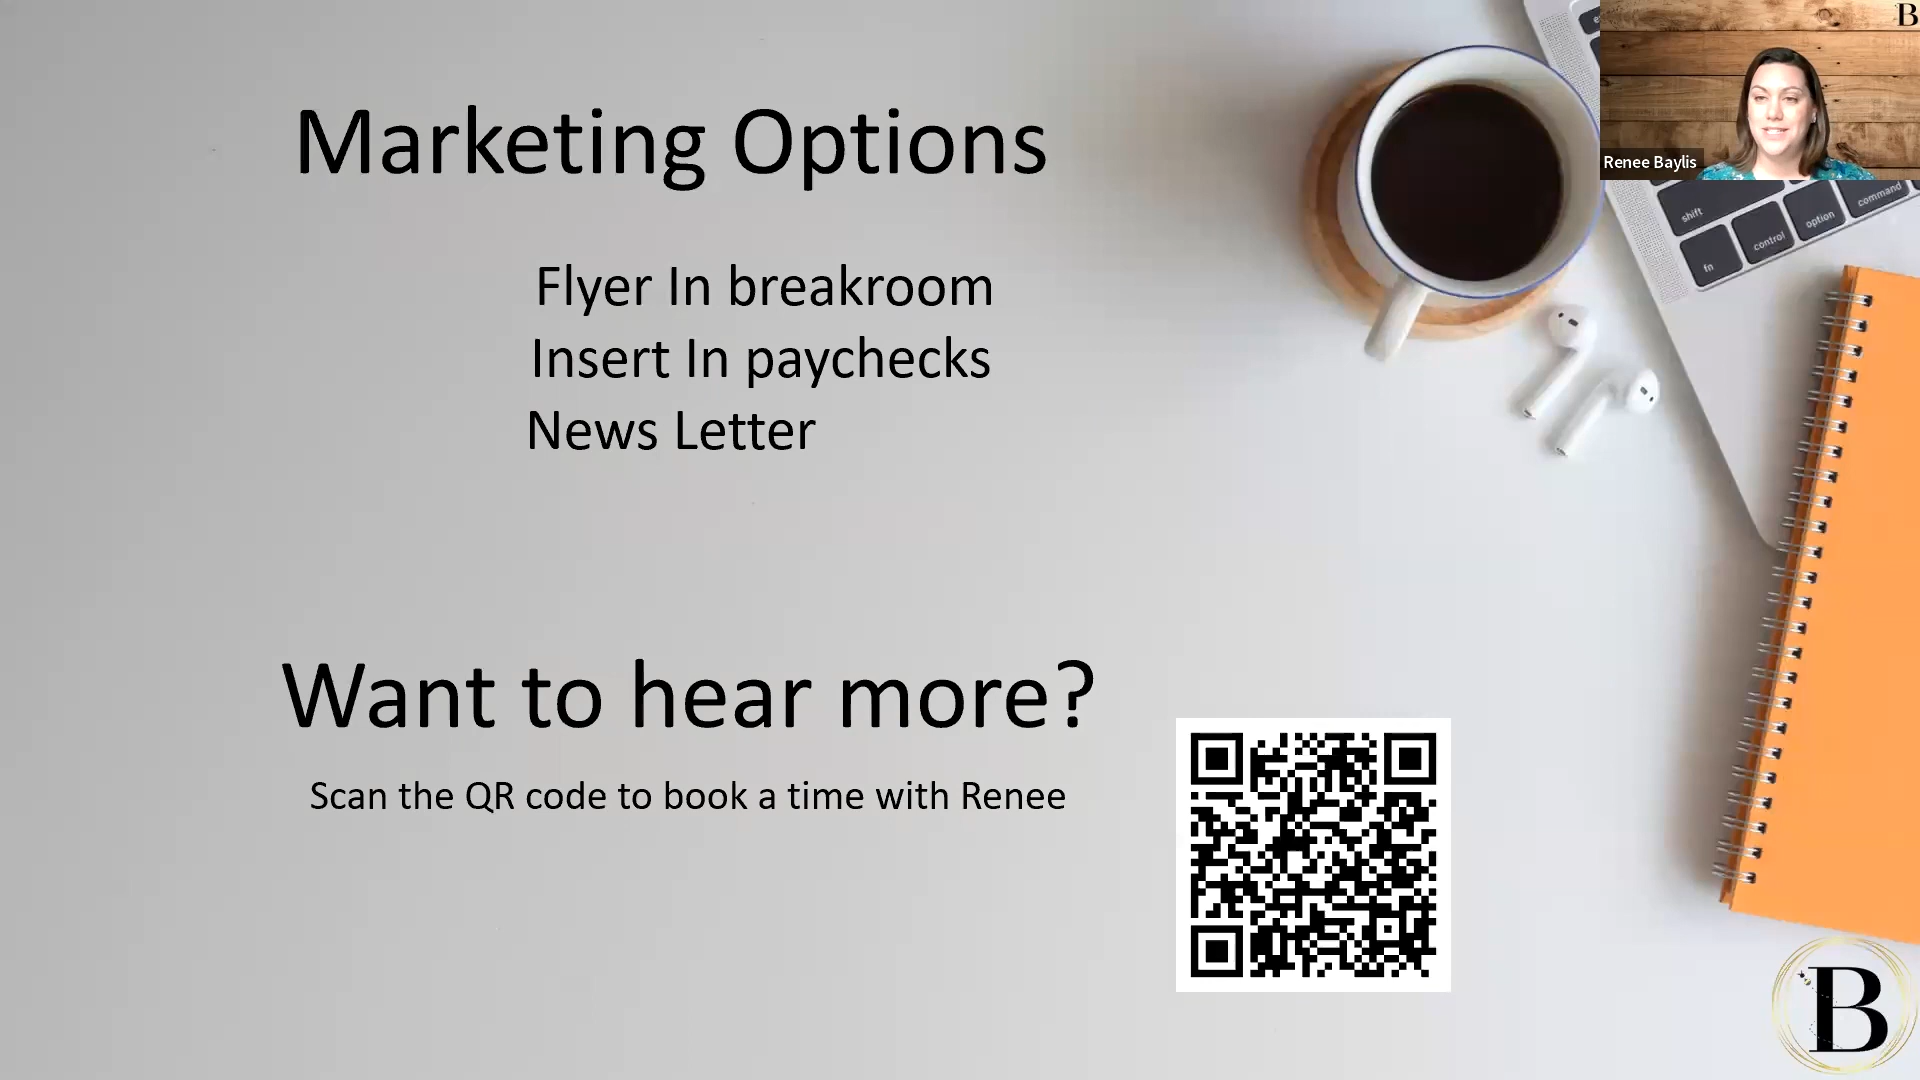 Marketing Options
Flyer In breakroom
Insert In paychecks
News Letter
Want to hear more?
Scan the QR code to book a time with Renee
B
Renee Baylis
command
option
shift
control
fn
B